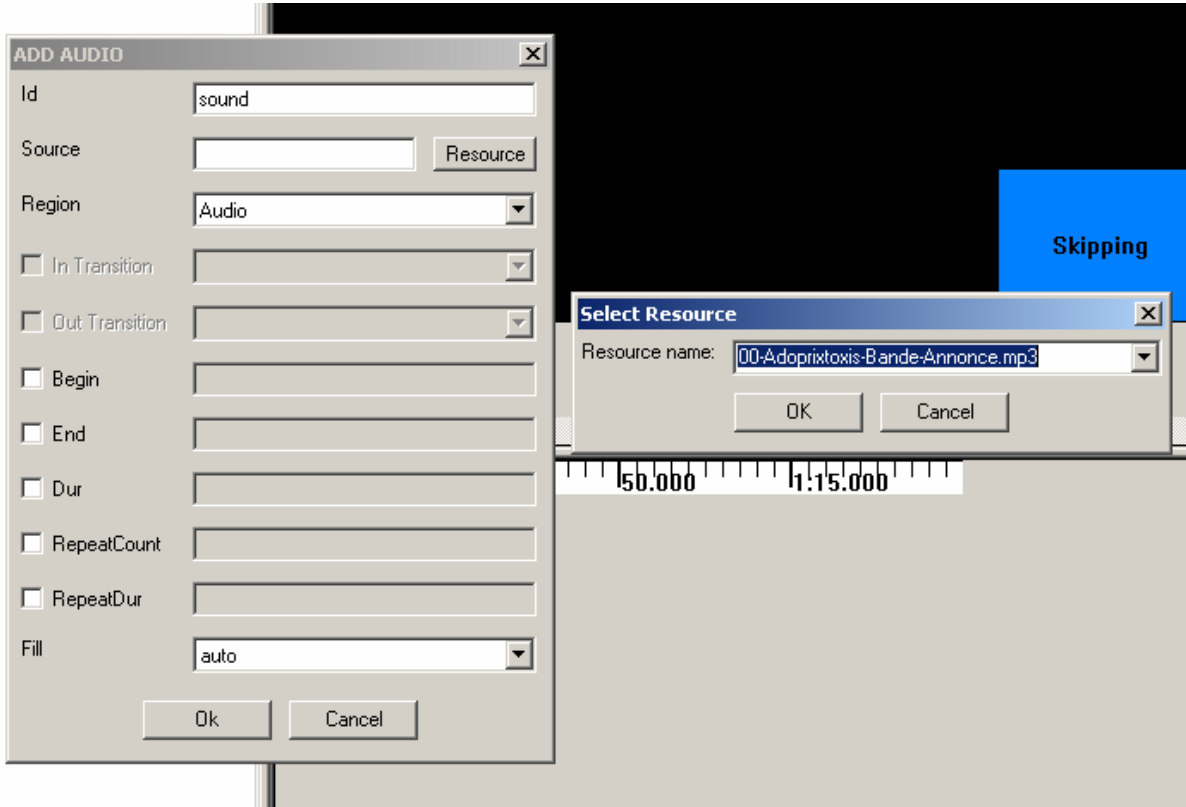 ADD AUDIO
Id
sound
Source
Resource
Region
Audio
In Transition
Out Transition
Begin
End
Dur
RepeatCount
RepeatDur
Fill
auto
Ok
Cancel
Skipping
Select Resource
Resource name:
00-Adoprixtoxis-Bande-Annonce.mp3
OK
Cancel
50.000
1:15.000